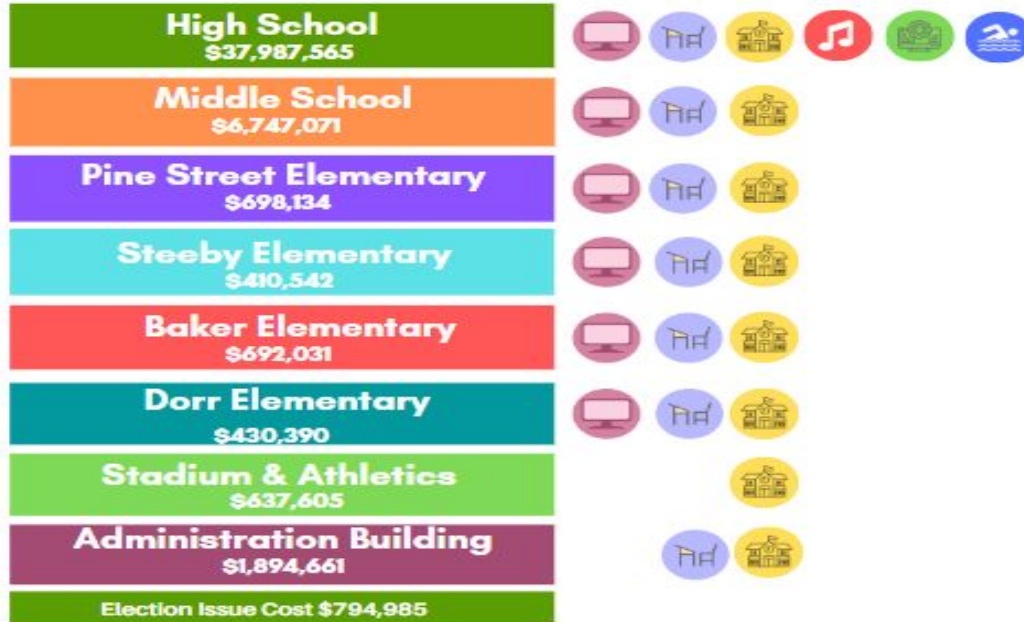 High School
$37,987,565
Middle School
$6,747,071
Pine Street Elementary
$698,134
Steeby Elementary
$410,542
Baker Elementary
$692,031
Dorr Elementary
$430,390
Stadium & Athletics
$637,605
Administration Building
$1,894,661
Election Issue Cost $794,985